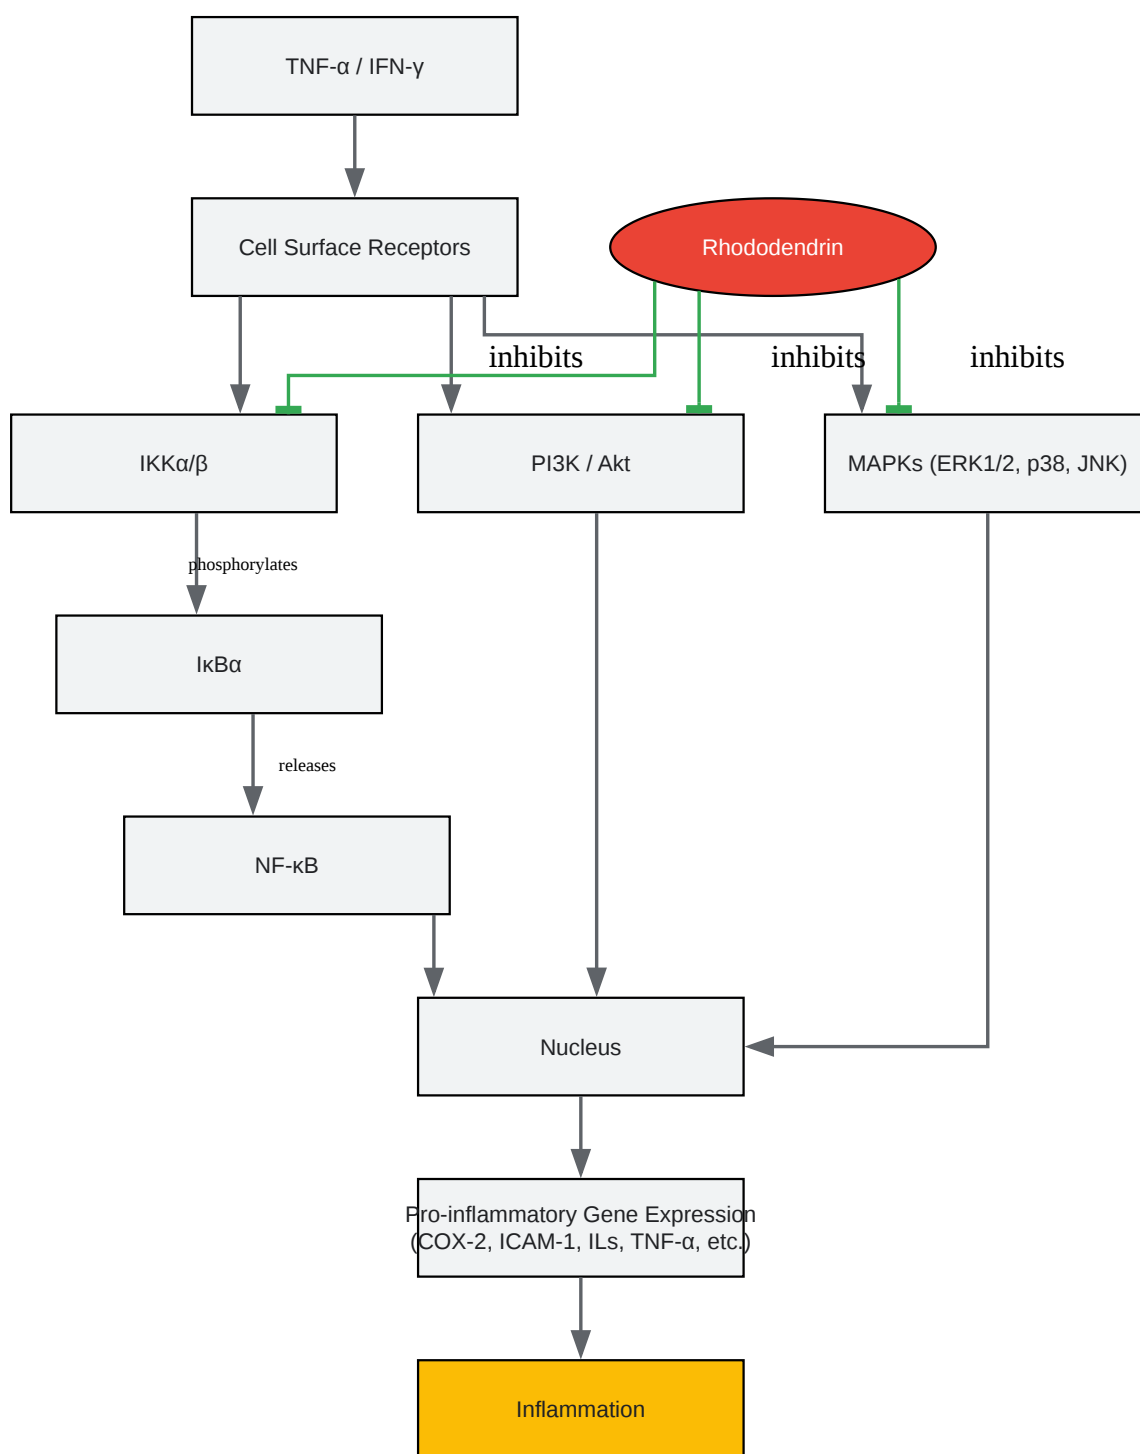 TNF-α / IFN-γ
Cell Surface Receptors
Rhododendrin
inhibits
inhibits
inhibits
IKKα/β
PI3K / Akt
MAPKs (ERK1/2, p38, JNK)
phosphorylates
IκBα
releases
NF-κB
Nucleus
Pro-inflammatory Gene Expression
(COX-2, ICAM-1, ILs, TNF-α, etc.)
Inflammation